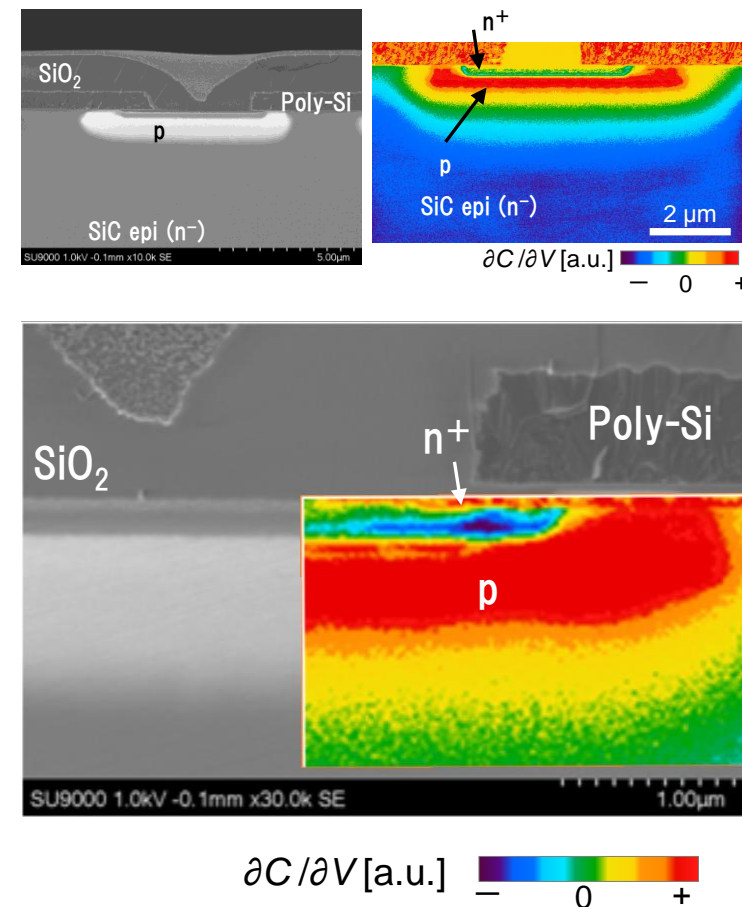 SiO₂
Poly-Si
p
SiC epi (n⁻)
SU9000 1.0kV -0.1mm x10.0k SE 5.00μm
n⁺
p
SiC epi (n⁻)
2 μm
∂C/∂V [a.u.]
− 0 +
SiO₂
n⁺
Poly-Si
p
SU9000 1.0kV -0.1mm x30.0k SE 1.00μm
∂C/∂V [a.u.]
− 0 +